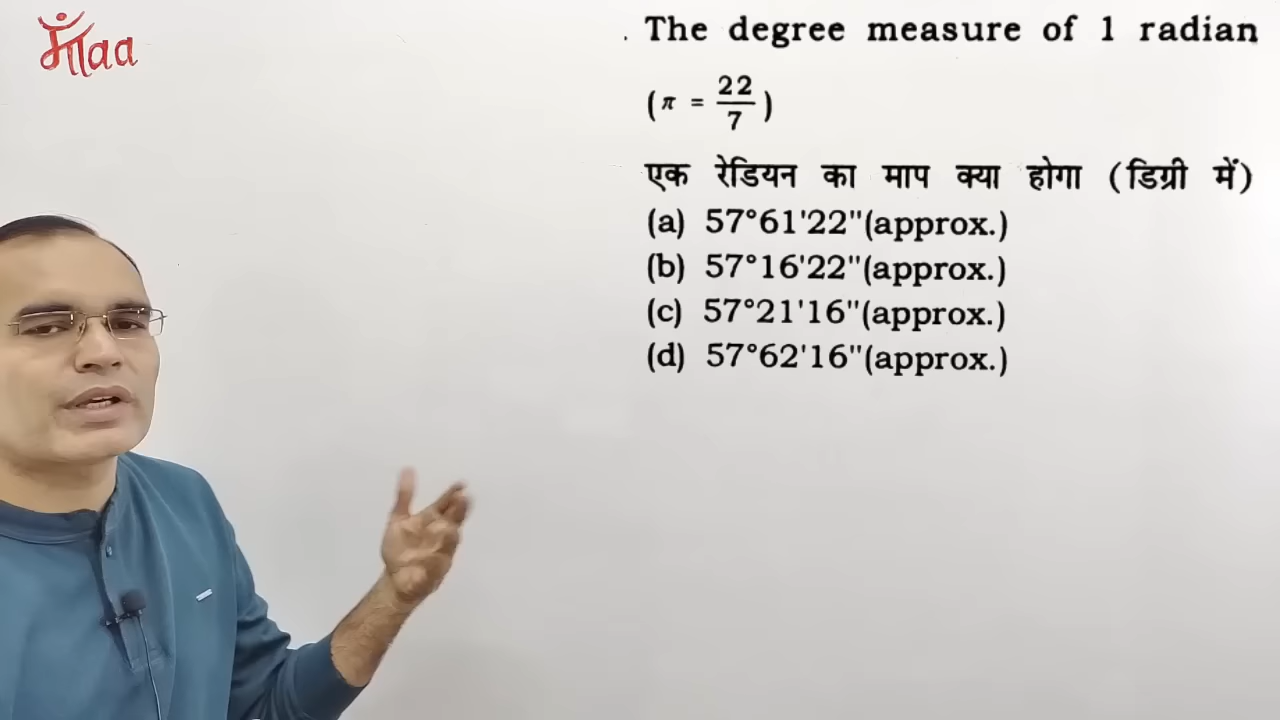 माँaa
. The degree measure of 1 radian
(π = 22/7)
एक रेडियन का माप क्या होगा (डिग्री में)
(a) 57°61'22"(approx.)
(b) 57°16'22"(approx.)
(c) 57°21'16"(approx.)
(d) 57°62'16"(approx.)